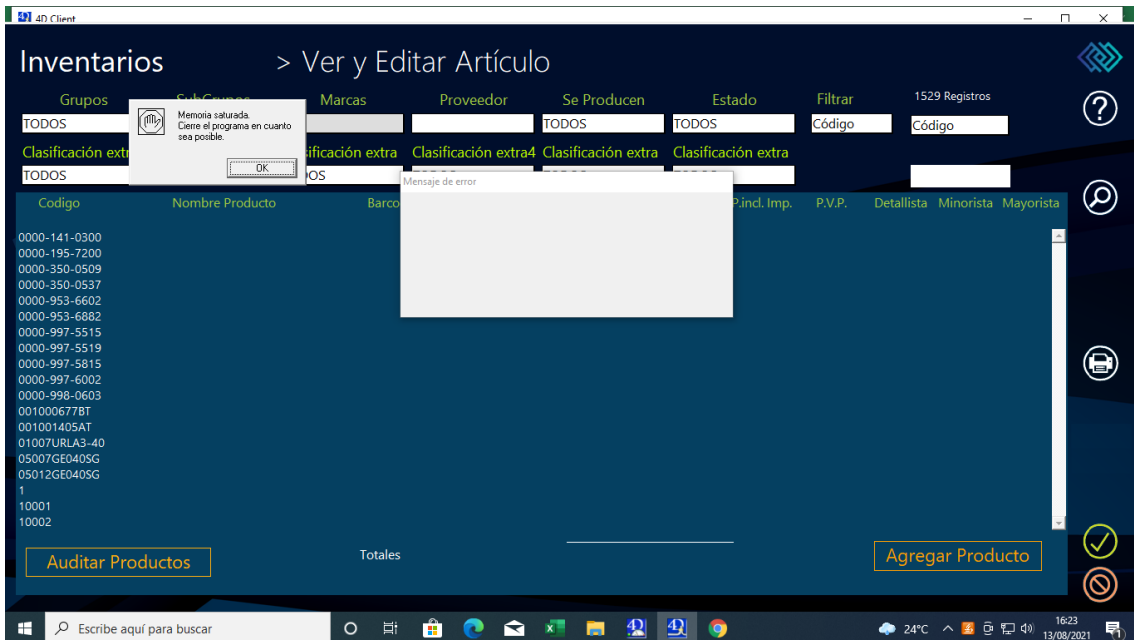 4D Client
Inventarios > Ver y Editar Artículo
Grupos SubGrupos Marcas Proveedor Se Producen Estado Filtrar 1529 Registros
TODOS TODOS TODOS Código Código
Memoria saturada.
Cierre el programa en cuanto
sea posible.
OK
Clasificación extra4 Clasificación extra Clasificación extra
TODOS
Mensaje de error
Codigo Nombre Producto P.incl. Imp. P.V.P. Detallista Minorista Mayorista
0000-141-0300
0000-195-7200
0000-350-0509
0000-350-0537
0000-953-6602
0000-953-6882
0000-997-5515
0000-997-5519
0000-997-5815
0000-997-6002
0000-998-0603
001000677BT
001001405AT
01007URLA3-40
05007GE040SG
05012GE040SG
1
10001
10002
Totales
Auditar Productos Agregar Producto
Escribe aquí para buscar 24°C 16:23
13/08/2021